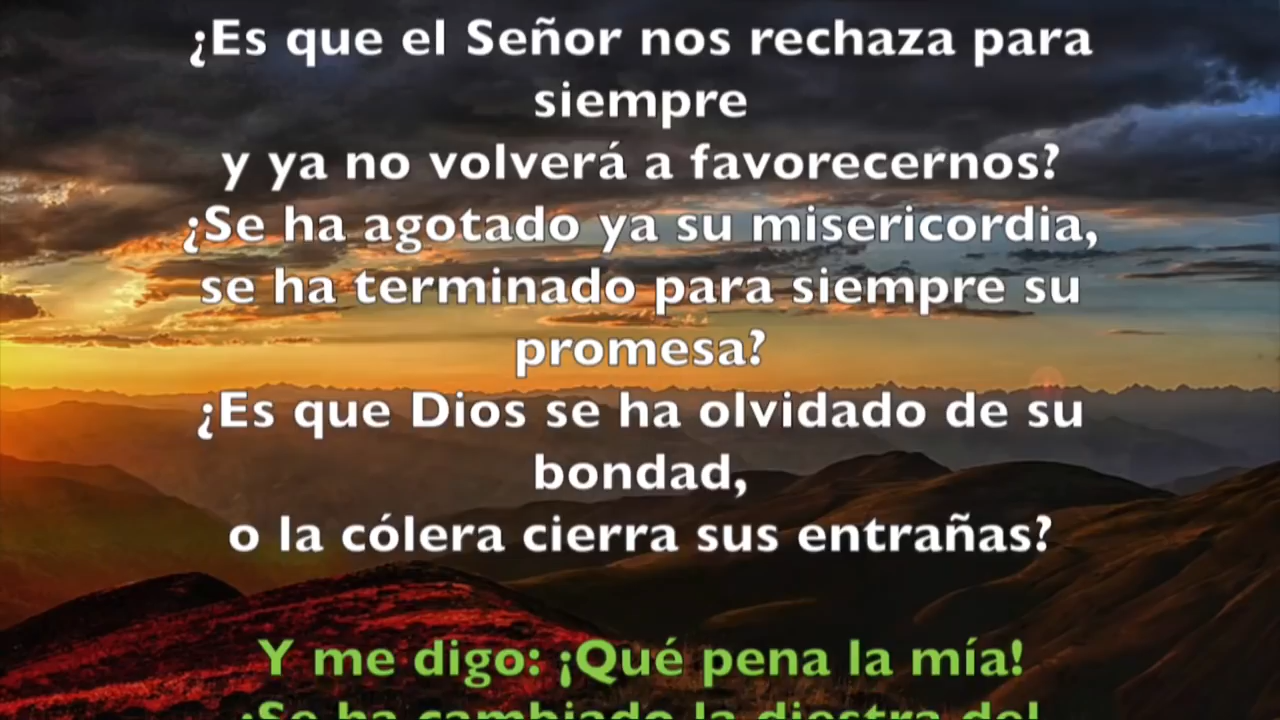 ¿Es que el Señor nos rechaza para
siempre
y ya no volverá a favorecernos?
¿Se ha agotado ya su misericordia,
se ha terminado para siempre su
promesa?
¿Es que Dios se ha olvidado de su
bondad,
o la cólera cierra sus entrañas?
Y me digo: ¡Qué pena la mía!
¡Se ha cambiado la diestra del